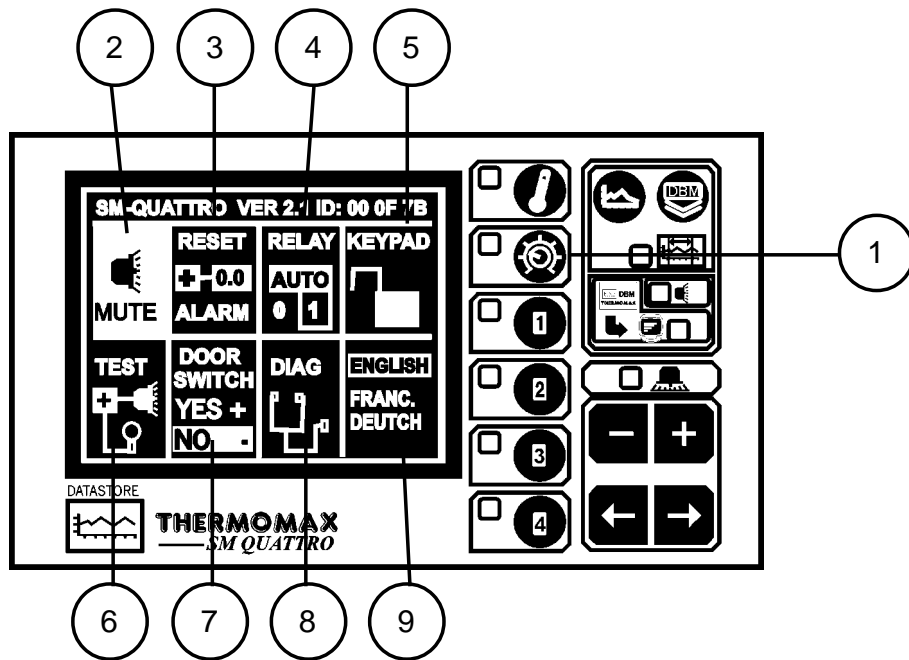 2
3
4
5
SM-QUATTRO VER 2.1 ID: 00 0F 7B
MUTE
RESET
+ - 0.0
ALARM
RELAY
AUTO
0 1
KEYPAD
TEST
+
DOOR
SWITCH
YES +
NO -
DIAG
ENGLISH
FRANC.
DEUTCH
DATASTORE
THERMOMAX
SM QUATTRO
1
2
3
4
DBM
DBM
THERMOMAX
- +
← →
1
6
7
8
9